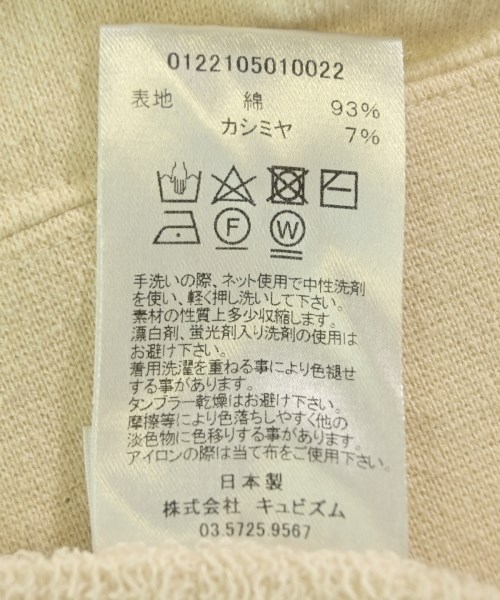 0122105010022
表地 綿 93%
カシミヤ 7%
F W
手洗いの際、ネット使用で中性洗剤
を使い、軽く押し洗いして下さい。
素材の性質上多少収縮します。
漂白剤、蛍光剤入り洗剤の使用は
お避け下さい。
着用洗濯を重ねる事により色褪せ
する事があります。
タンブラー乾燥はお避け下さい。
摩擦等により色落ちしやすく他の
淡色物に色移りする事があります。
アイロンの際は当て布をご使用下さい。
日本製
株式会社 キュビズム
03.5725.9567